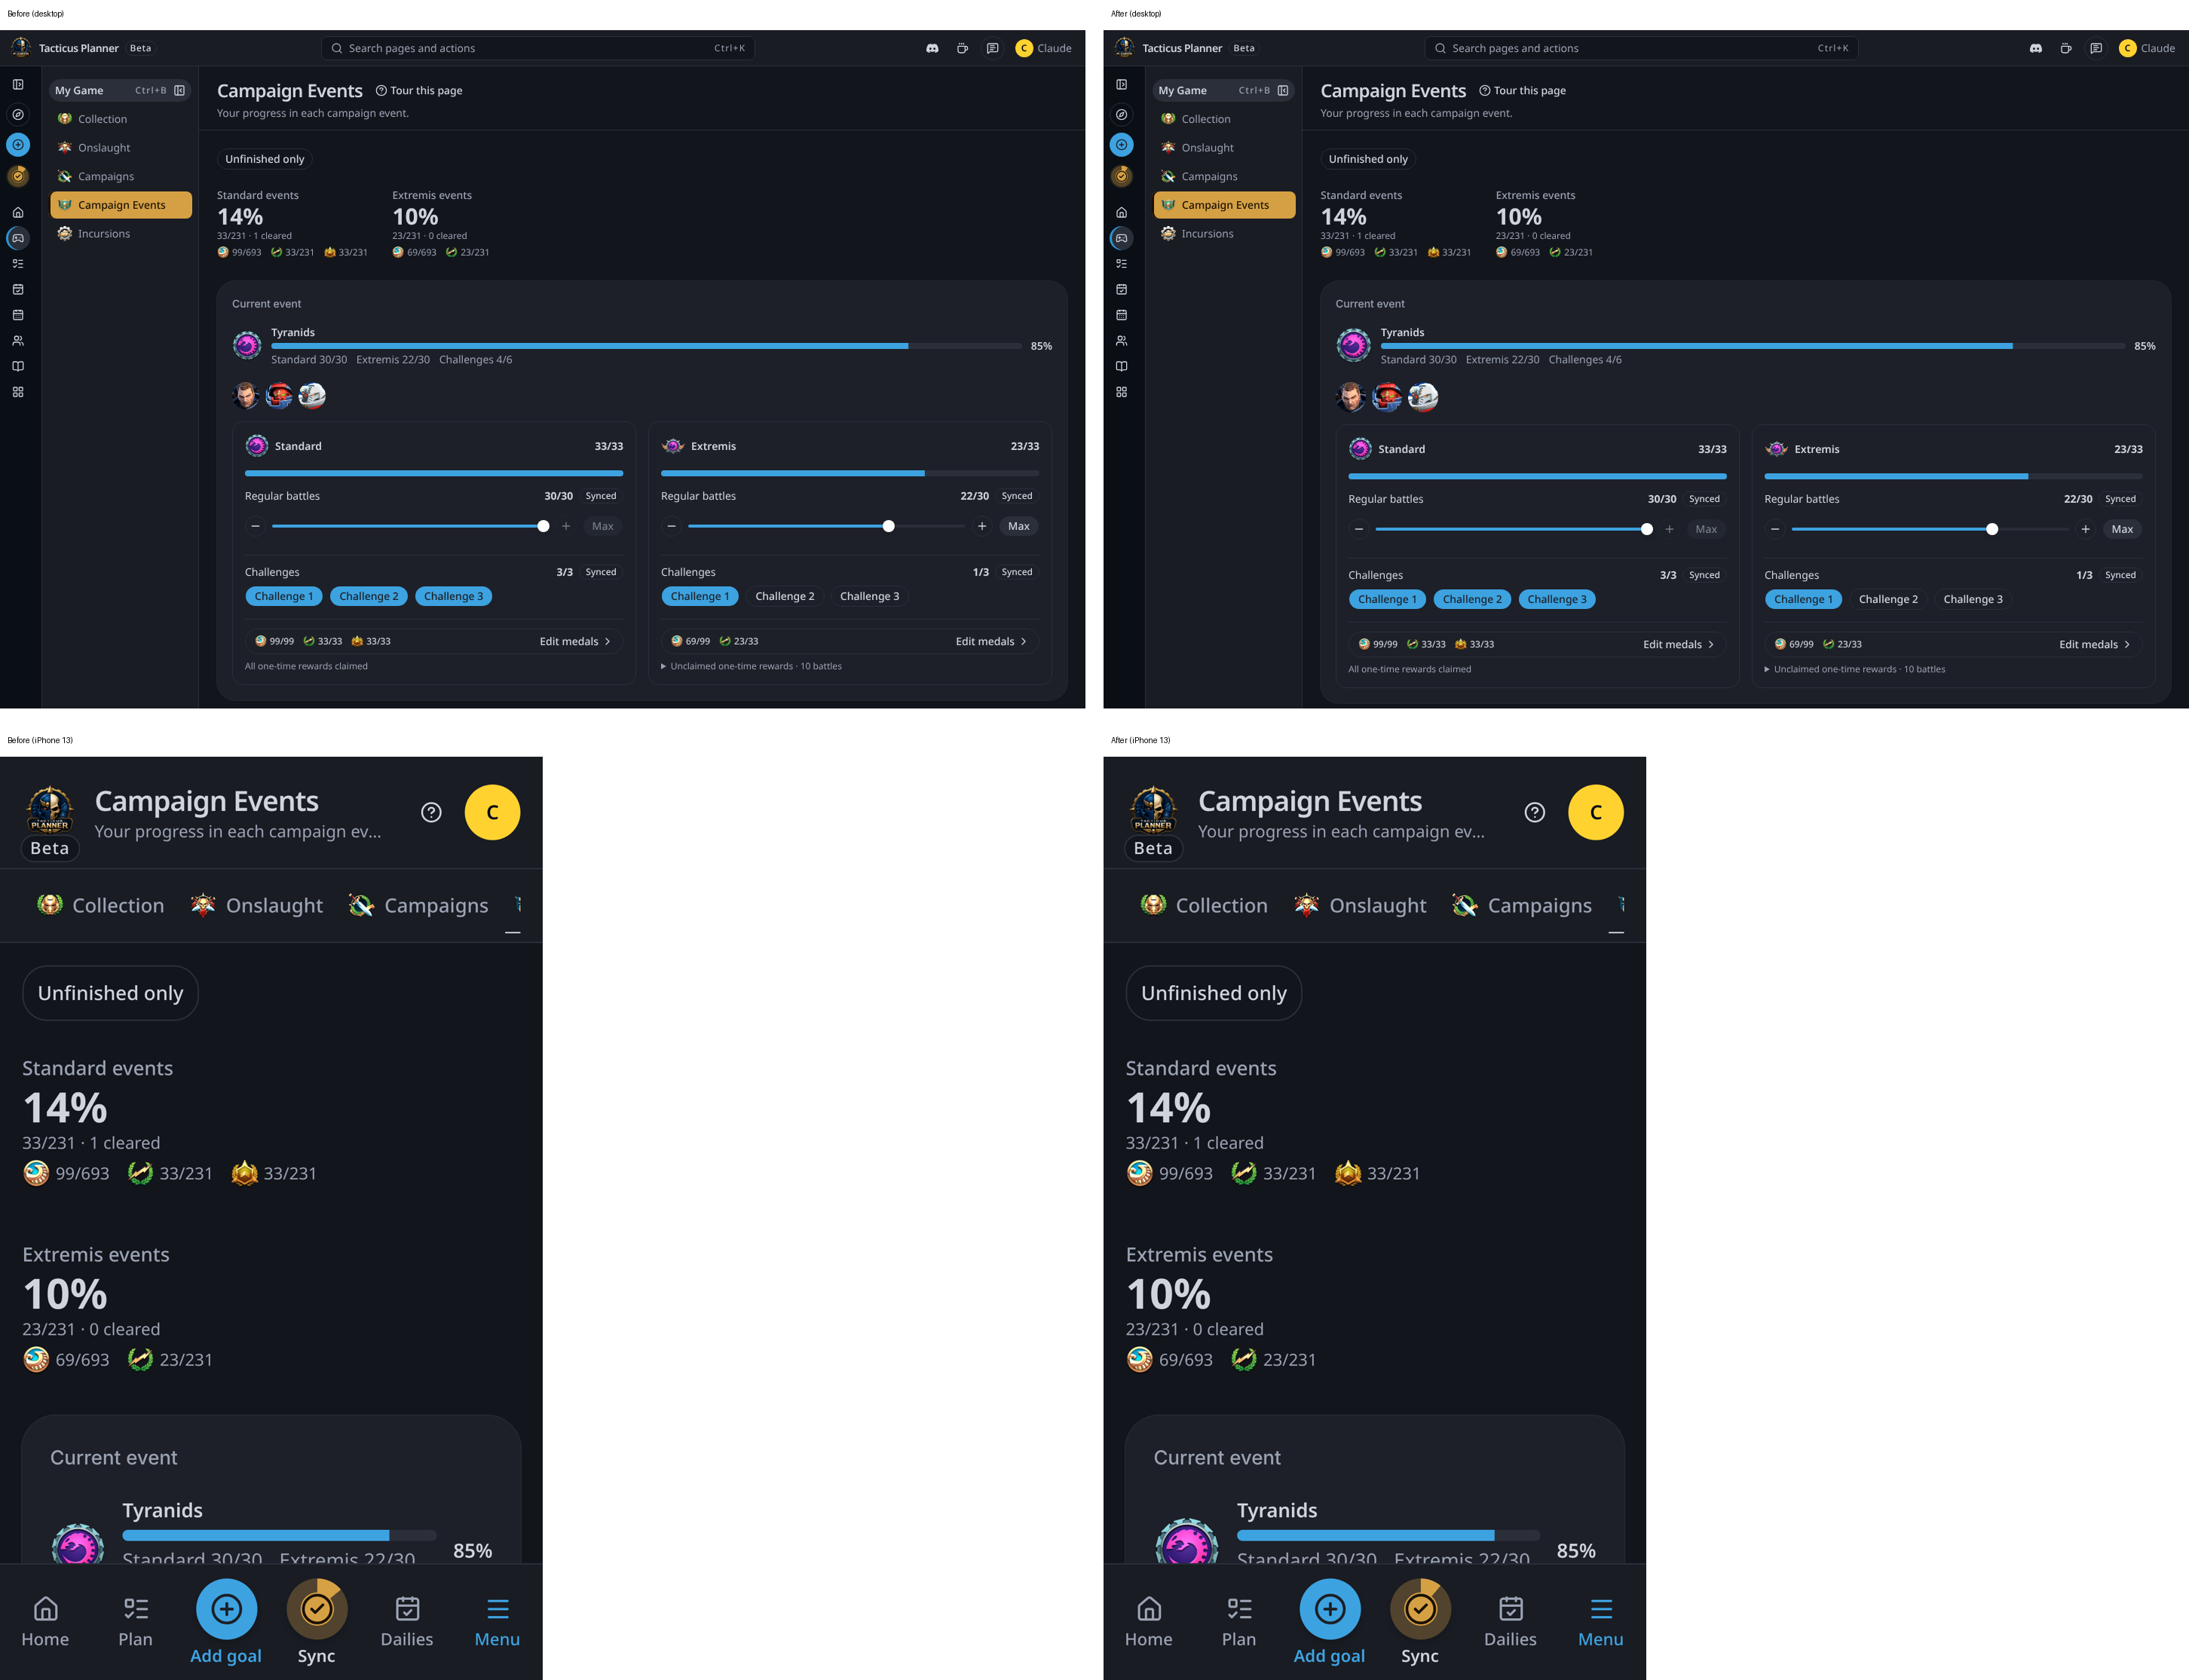 Before (desktop)
Tacticus Planner Beta
Search pages and actions Ctrl+K
C Claude
My Game Ctrl+B
Collection
Onslaught
Campaigns
Campaign Events
Incursions
Campaign Events Tour this page
Your progress in each campaign event.
Unfinished only
Standard events Extremis events
14% 10%
33/231 · 1 cleared 23/231 · 0 cleared
99/693 33/231 33/231 69/693 23/231
Current event
Tyranids
85%
Standard 30/30 Extremis 22/30 Challenges 4/6
Standard 33/33
Regular battles 30/30 Synced
Max
Challenges 3/3 Synced
Challenge 1 Challenge 2 Challenge 3
99/99 33/33 33/33 Edit medals
All one-time rewards claimed
Extremis 23/33
Regular battles 22/30 Synced
Max
Challenges 1/3 Synced
Challenge 1 Challenge 2 Challenge 3
69/99 23/33 Edit medals
Unclaimed one-time rewards · 10 battles
After (desktop)
Tacticus Planner Beta
Search pages and actions Ctrl+K
C Claude
My Game Ctrl+B
Collection
Onslaught
Campaigns
Campaign Events
Incursions
Campaign Events Tour this page
Your progress in each campaign event.
Unfinished only
Standard events Extremis events
14% 10%
33/231 · 1 cleared 23/231 · 0 cleared
99/693 33/231 33/231 69/693 23/231
Current event
Tyranids
85%
Standard 30/30 Extremis 22/30 Challenges 4/6
Standard 33/33
Regular battles 30/30 Synced
Max
Challenges 3/3 Synced
Challenge 1 Challenge 2 Challenge 3
99/99 33/33 33/33 Edit medals
All one-time rewards claimed
Extremis 23/33
Regular battles 22/30 Synced
Max
Challenges 1/3 Synced
Challenge 1 Challenge 2 Challenge 3
69/99 23/33 Edit medals
Unclaimed one-time rewards · 10 battles
Before (iPhone 13)
PLANNER
Beta
Campaign Events
Your progress in each campaign ev...
C
Collection Onslaught Campaigns
Unfinished only
Standard events
14%
33/231 · 1 cleared
99/693 33/231 33/231
Extremis events
10%
23/231 · 0 cleared
69/693 23/231
Current event
Tyranids
85%
Standard 30/30 Extremis 22/30
Home Plan Add goal Sync Dailies Menu
After (iPhone 13)
PLANNER
Beta
Campaign Events
Your progress in each campaign ev...
C
Collection Onslaught Campaigns
Unfinished only
Standard events
14%
33/231 · 1 cleared
99/693 33/231 33/231
Extremis events
10%
23/231 · 0 cleared
69/693 23/231
Current event
Tyranids
85%
Standard 30/30 Extremis 22/30
Home Plan Add goal Sync Dailies Menu